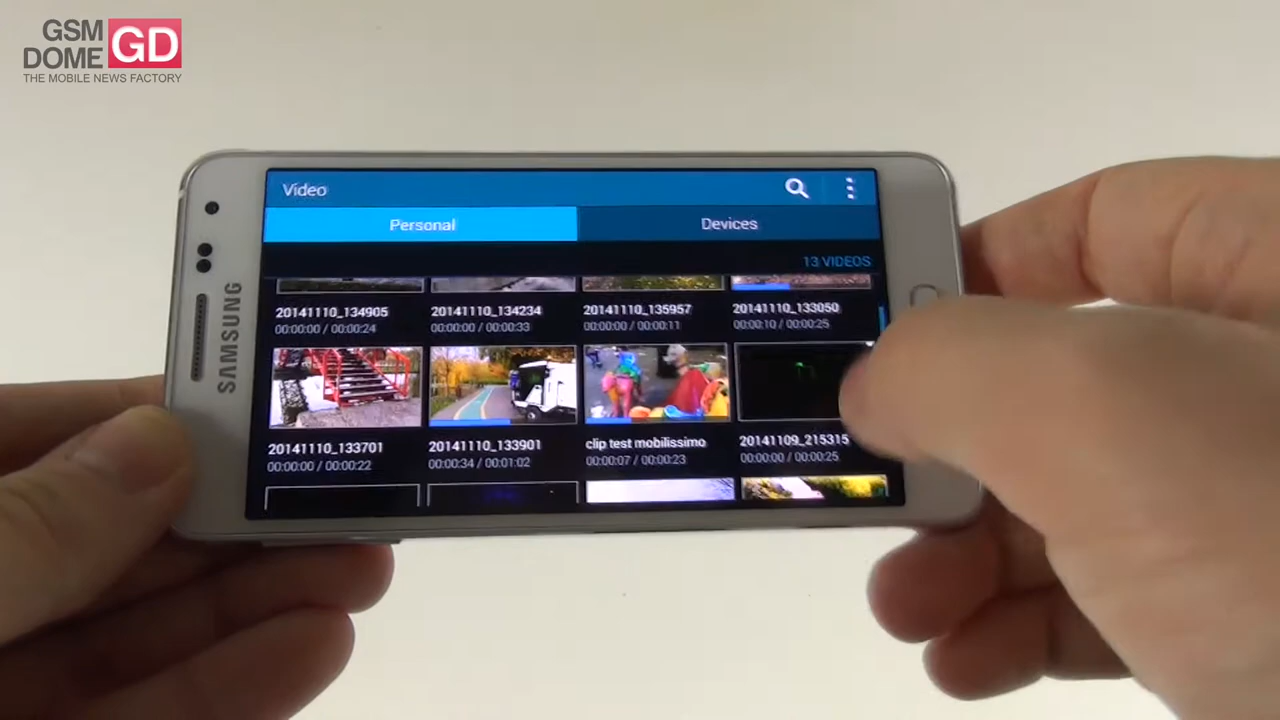 GSM
DOME GD
THE MOBILE NEWS FACTORY
SAMSUNG
Video
Personal Devices
13 VIDEOS
20141110_134905 20141110_134234 20141110_135957 20141110_133050
00:00:00 / 00:00:24 00:00:00 / 00:00:33 00:00:00 / 00:00:11 00:00:10 / 00:00:25
20141110_133701 20141110_133901 clip test mobilissimo 20141109_215315
00:00:00 / 00:00:22 00:00:34 / 00:01:02 00:00:07 / 00:00:23 00:00:00 / 00:00:25